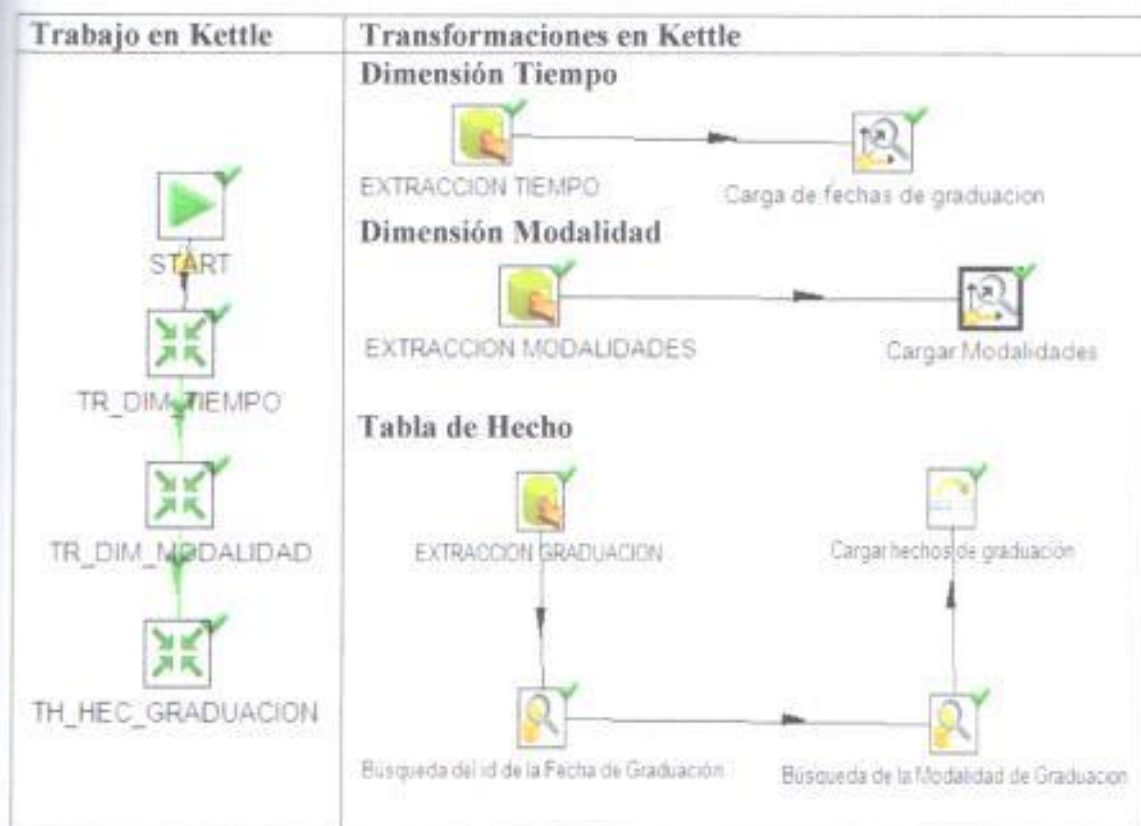 Trabajo en Kettle
START
TR_DIM_TIEMPO
TR_DIM_MODALIDAD
TH_HEC_GRADUACION
Transformaciones en Kettle
Dimensión Tiempo
EXTRACCION TIEMPO
Carga de fechas de graduacion
Dimensión Modalidad
EXTRACCION MODALIDADES
Cargar Modalidades
Tabla de Hecho
EXTRACCION GRADUACION
Cargar hechos de graduación
Búsqueda del id de la Fecha de Graduación
Búsqueda de la Modalidad de Graduacion